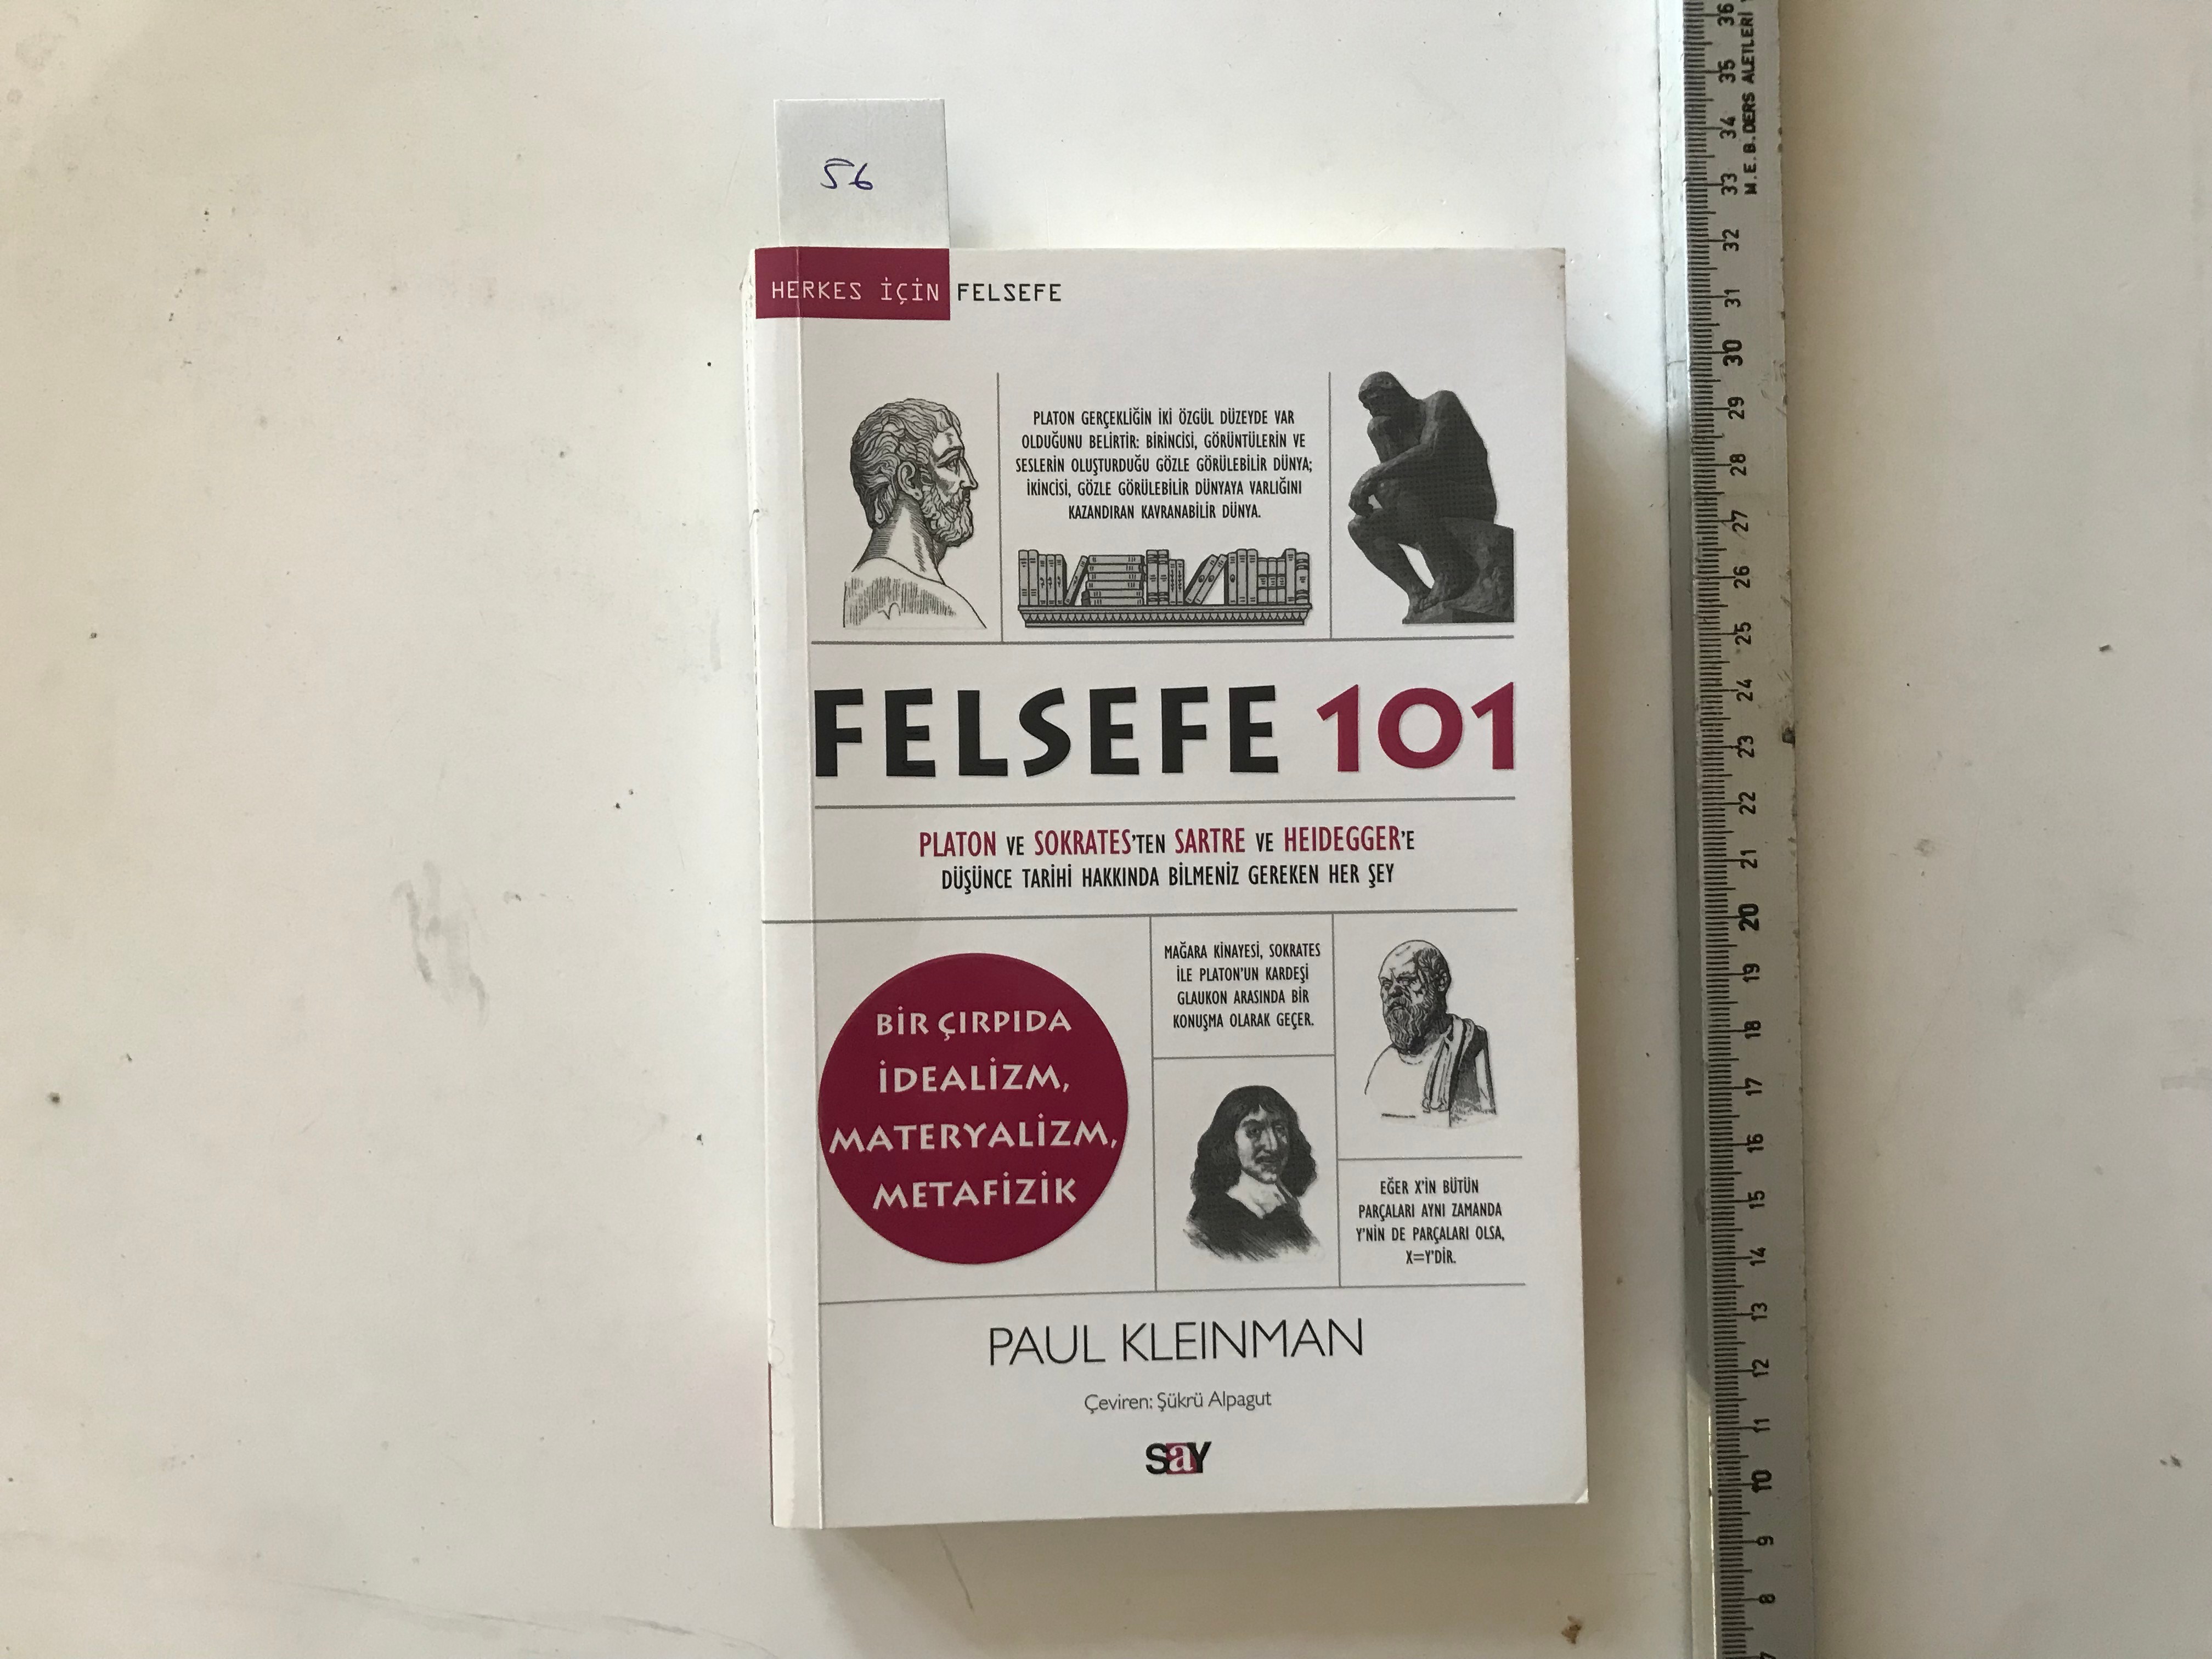 56
HERKES İÇİN FELSEFE
PLATON GERÇEKLİĞİN İKİ ÖZGÜL DÜZEYDE VAR
OLDUĞUNU BELİRTİR: BİRİNCİSİ, GÖRÜNTÜLERİN VE
SESLERİN OLUŞTURDUĞU GÖZLE GÖRÜLEBİLİR DÜNYA;
İKİNCİSİ, GÖZLE GÖRÜLEBİLİR DÜNYAYA VARLIĞINI
KAZANDIRAN KAVRANABİLİR DÜNYA.
FELSEFE 101
PLATON VE SOKRATES'TEN SARTRE VE HEIDEGGER'E
DÜŞÜNCE TARİHİ HAKKINDA BİLMENİZ GEREKEN HER ŞEY
BİR ÇIRPIDA
İDEALİZM,
MATERYALİZM,
METAFİZİK
MAĞARA KİNAYESİ, SOKRATES
İLE PLATON'UN KARDEŞİ
GLAUKON ARASINDA BİR
KONUŞMA OLARAK GEÇER.
EĞER X'İN BÜTÜN
PARÇALARI AYNI ZAMANDA
Y'NİN DE PARÇALARI OLSA,
X=Y'DİR.
PAUL KLEINMAN
Çeviren: Şükrü Alpagut
SAY
M.E.B. DERS ALETLERİ
36
35
34
33
32
31
30
29
28
27
26
25
24
23
22
21
20
19
18
17
16
15
14
13
12
11
10
9
8
7